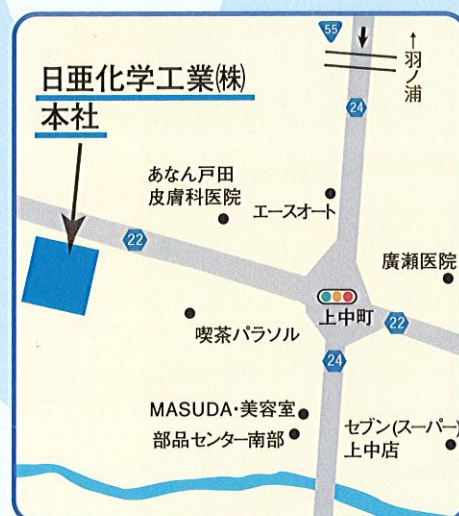 55
↑羽ノ浦
日亜化学工業㈱
本社
24
あなん戸田
皮膚科医院
エースオート
22
廣瀬医院
上中町
22
喫茶パラソル
24
MASUDA・美容室
部品センター南部
セブン(スーパー)
上中店